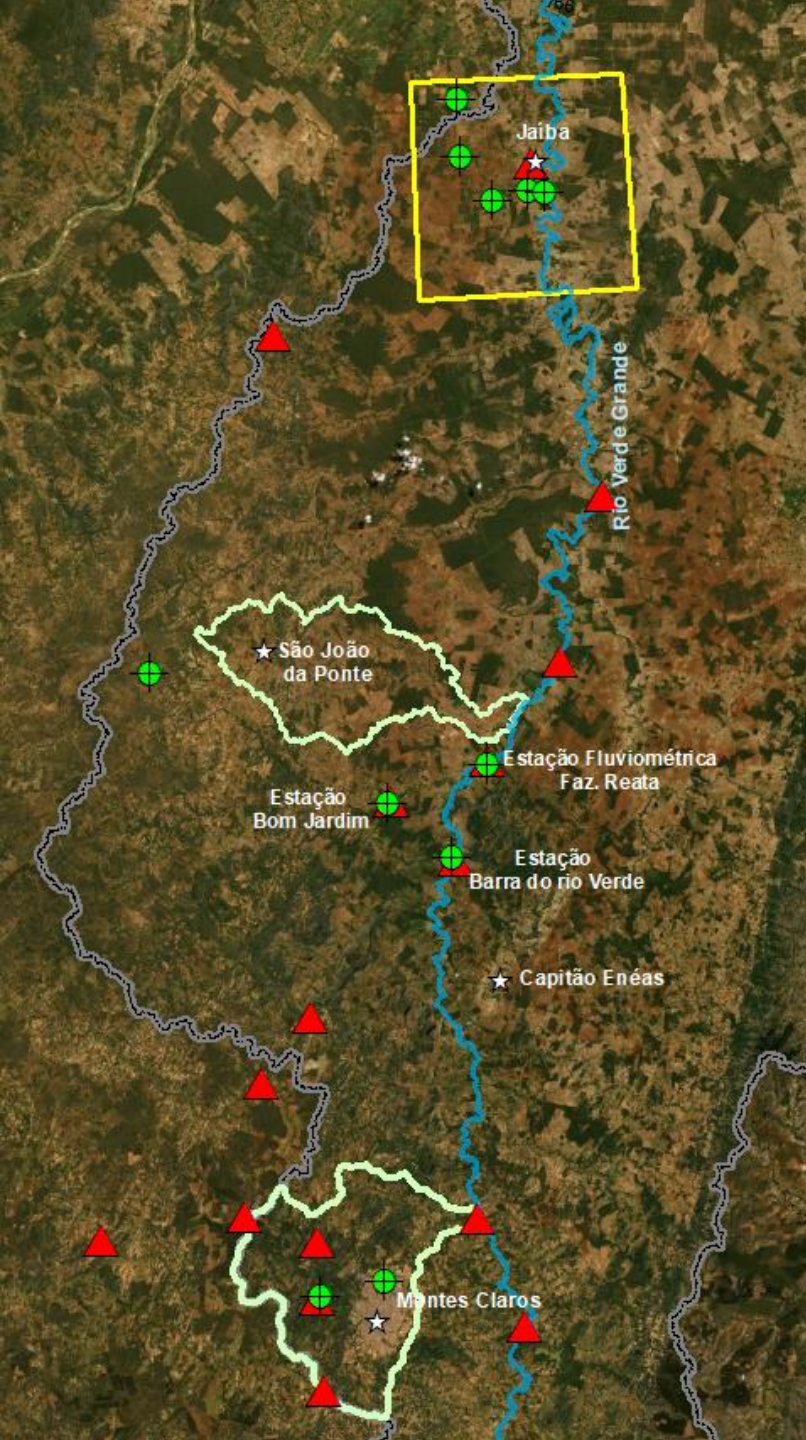 Jaíba
Rio Verde Grande
São João
da Ponte
Estação Fluviométrica
Faz. Reata
Estação
Bom Jardim
Estação
Barra do rio Verde
Capitão Enéas
Montes Claros